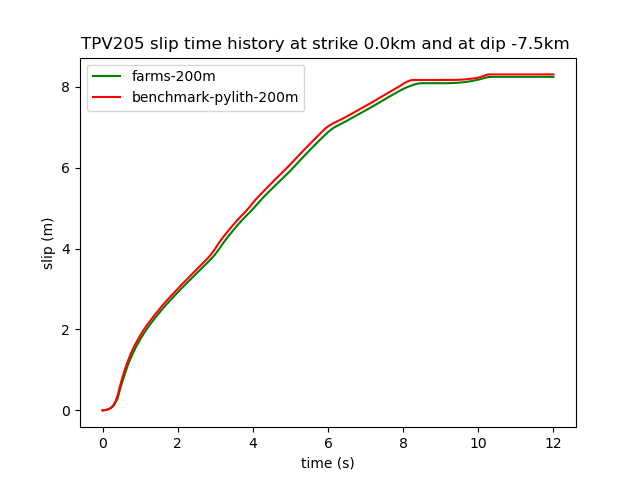 TPV205 slip time history at strike 0.0km and at dip -7.5km
farms-200m
benchmark-pylith-200m
slip (m)
8
6
4
2
0
0 2 4 6 8 10 12
time (s)